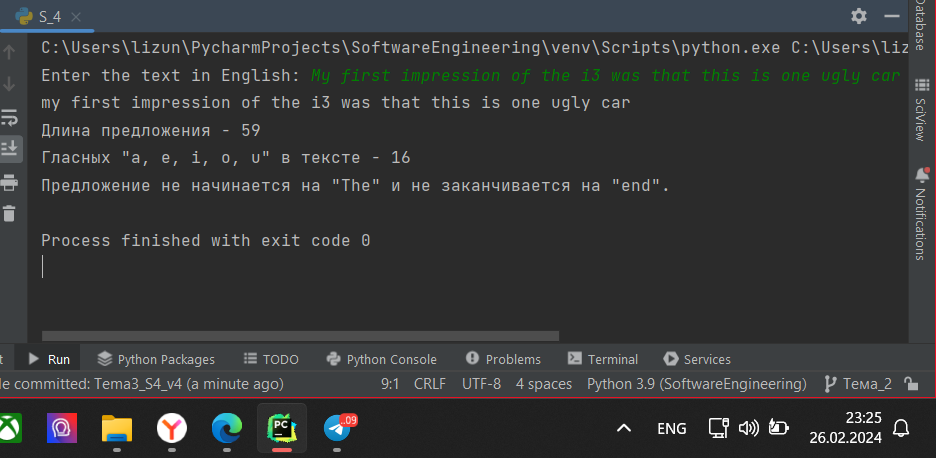 S_4
Database
C:\Users\lizun\PycharmProjects\SoftwareEngineering\venv\Scripts\python.exe C:\Users\liz
Enter the text in English: My first impression of the i3 was that this is one ugly car
my first impression of the i3 was that this is one ugly car
Длина предложения - 59
Гласных "a, e, i, o, u" в тексте - 16
Предложение не начинается на "The" и не заканчивается на "end".
Process finished with exit code 0
SciView
Notifications
t Run Python Packages TODO Python Console Problems Terminal Services
le committed: Tema3_S4_v4 (a minute ago) 9:1 CRLF UTF-8 4 spaces Python 3.9 (SoftwareEngineering) Тема_2
PC ..09 ENG 23:25
26.02.2024